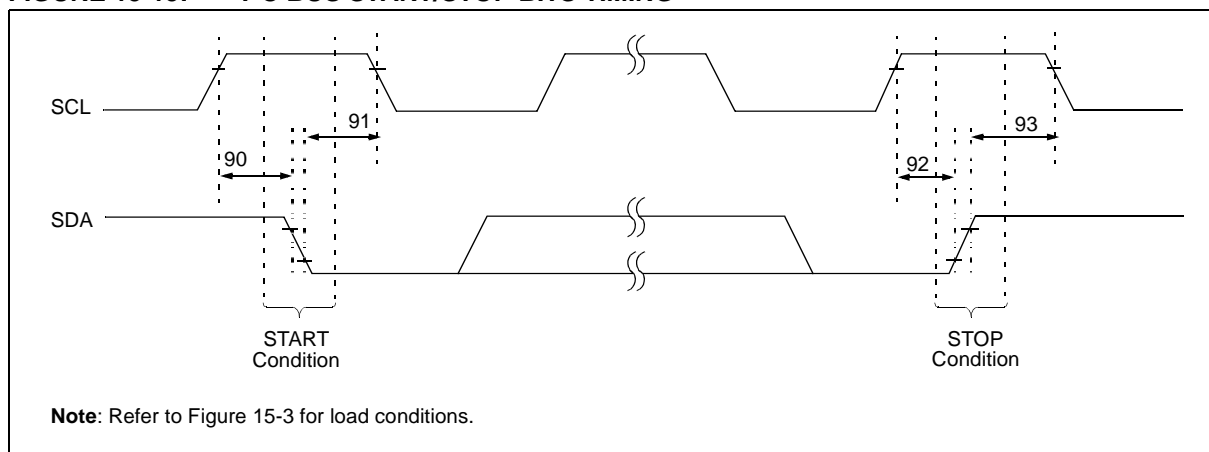 SCL
91
93
90
92
SDA
START
Condition
STOP
Condition
Note: Refer to Figure 15-3 for load conditions.